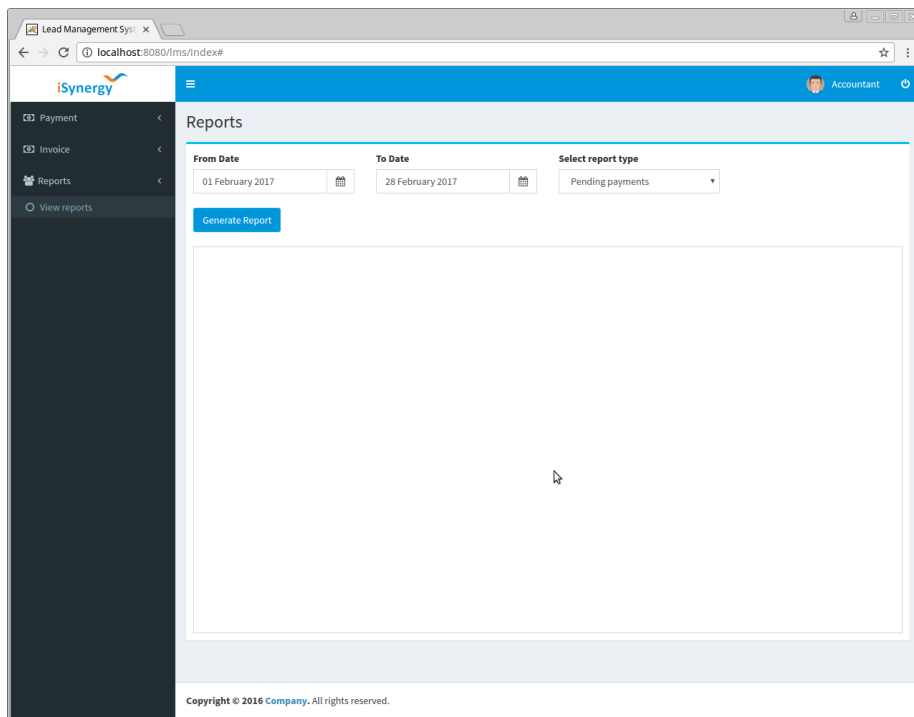 Lead Management Syst
localhost:8080/lms/Index#
iSynergy
Accountant
Payment
Invoice
Reports
View reports
Reports
From Date
To Date
Select report type
01 February 2017
28 February 2017
Pending payments
Generate Report
Copyright © 2016 Company. All rights reserved.